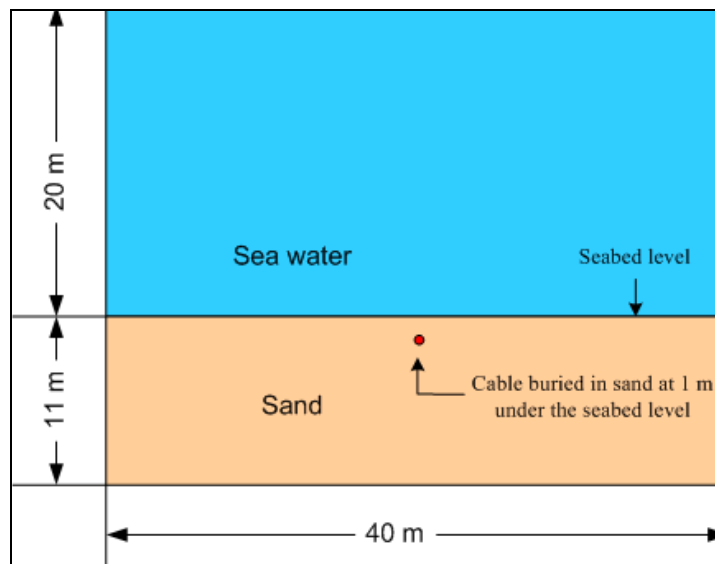 20 m
Sea water
Seabed level
11 m
Sand
Cable buried in sand at 1 m
under the seabed level
40 m